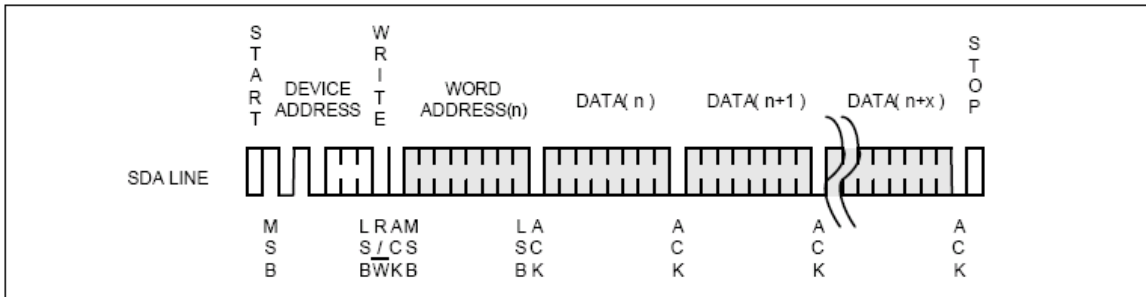 START
DEVICE
ADDRESS
WRITE
WORD
ADDRESS(n)
DATA( n )
DATA( n+1 )
DATA( n+x )
STOP
SDA LINE
MSB
LSB
R/W
ACK
MSB
LSB
ACK
ACK
ACK
ACK